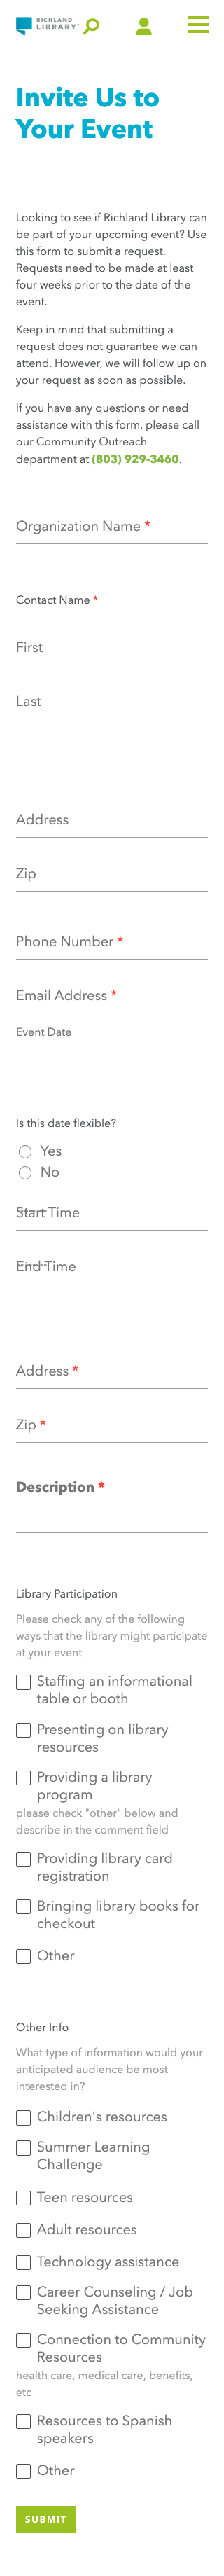 RICHLAND
LIBRARY
Invite Us to
Your Event
Looking to see if Richland Library can
be part of your upcoming event? Use
this form to submit a request.
Requests need to be made at least
four weeks prior to the date of the
event.
Keep in mind that submitting a
request does not guarantee we can
attend. However, we will follow up on
your request as soon as possible.
If you have any questions or need
assistance with this form, please call
our Community Outreach
department at (803) 929-3460.
Organization Name *
Contact Name *
First
Last
Address
Zip
Phone Number *
Email Address *
Event Date
Is this date flexible?
Yes
No
Start Time
End Time
Address *
Zip *
Description *
Library Participation
Please check any of the following
ways that the library might participate
at your event
Staffing an informational
table or booth
Presenting on library
resources
Providing a library
program
please check "other" below and
describe in the comment field
Providing library card
registration
Bringing library books for
checkout
Other
Other Info
What type of information would your
anticipated audience be most
interested in?
Children's resources
Summer Learning
Challenge
Teen resources
Adult resources
Technology assistance
Career Counseling / Job
Seeking Assistance
Connection to Community
Resources
health care, medical care, benefits,
etc
Resources to Spanish
speakers
Other
SUBMIT